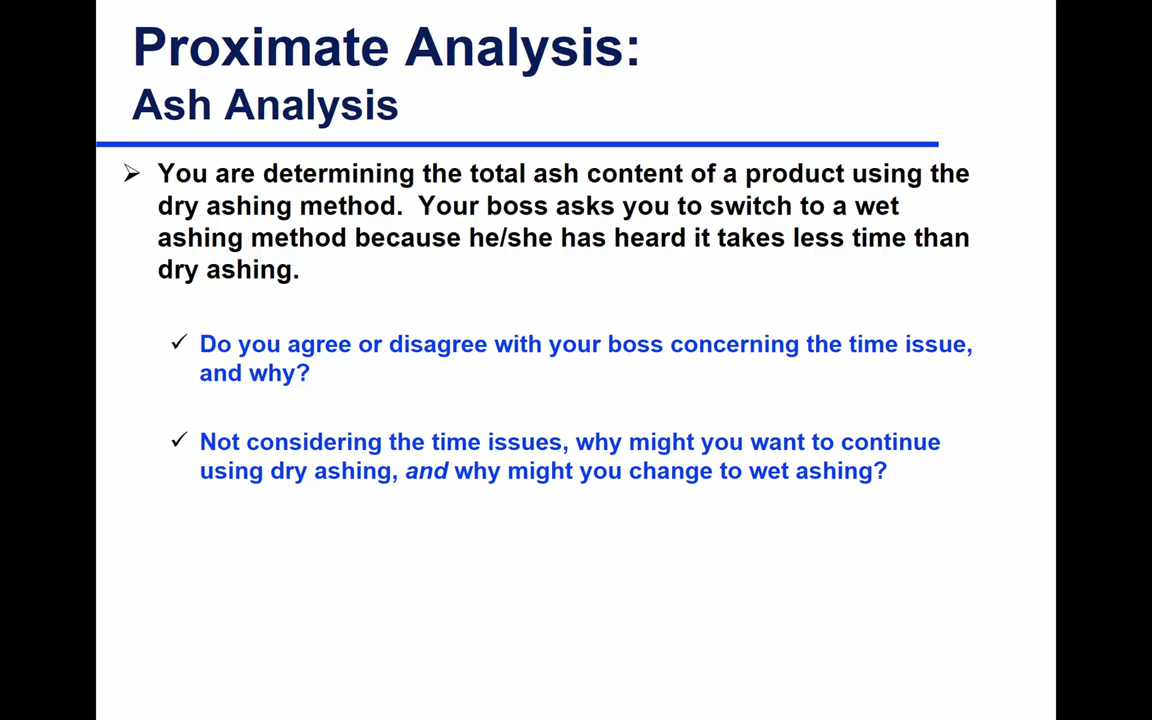 Proximate Analysis:
Ash Analysis
➢ You are determining the total ash content of a product using the
dry ashing method.  Your boss asks you to switch to a wet
ashing method because he/she has heard it takes less time than
dry ashing.
✓ Do you agree or disagree with your boss concerning the time issue,
and why?
✓ Not considering the time issues, why might you want to continue
using dry ashing, and why might you change to wet ashing?